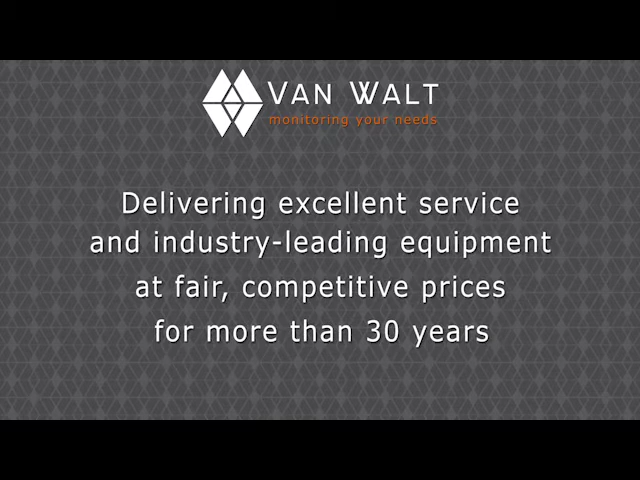 VAN WALT
monitoring your needs
Delivering excellent service
and industry-leading equipment
at fair, competitive prices
for more than 30 years